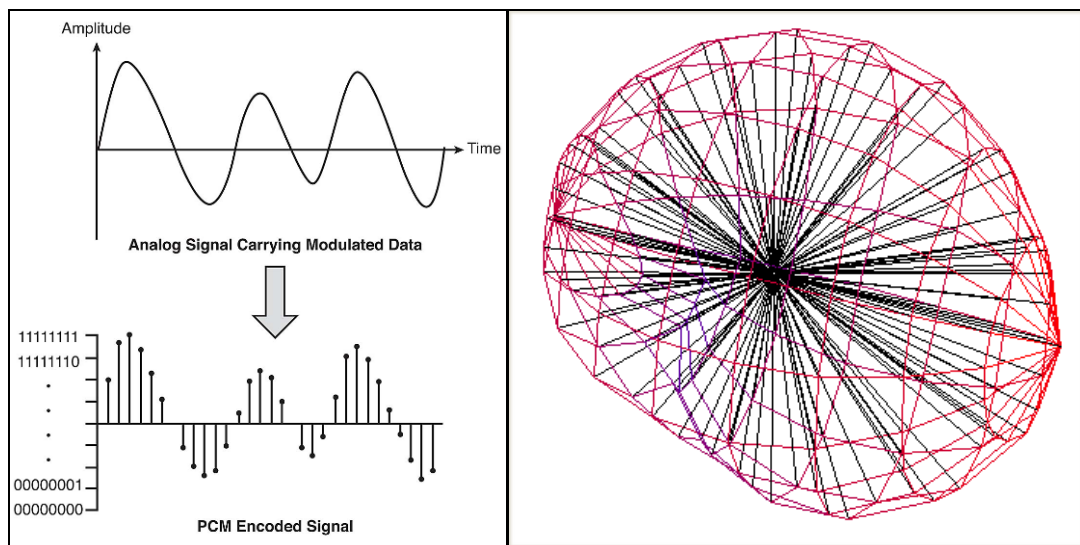 Amplitude
Time
Analog Signal Carrying Modulated Data
11111111
11111110
00000001
00000000
PCM Encoded Signal